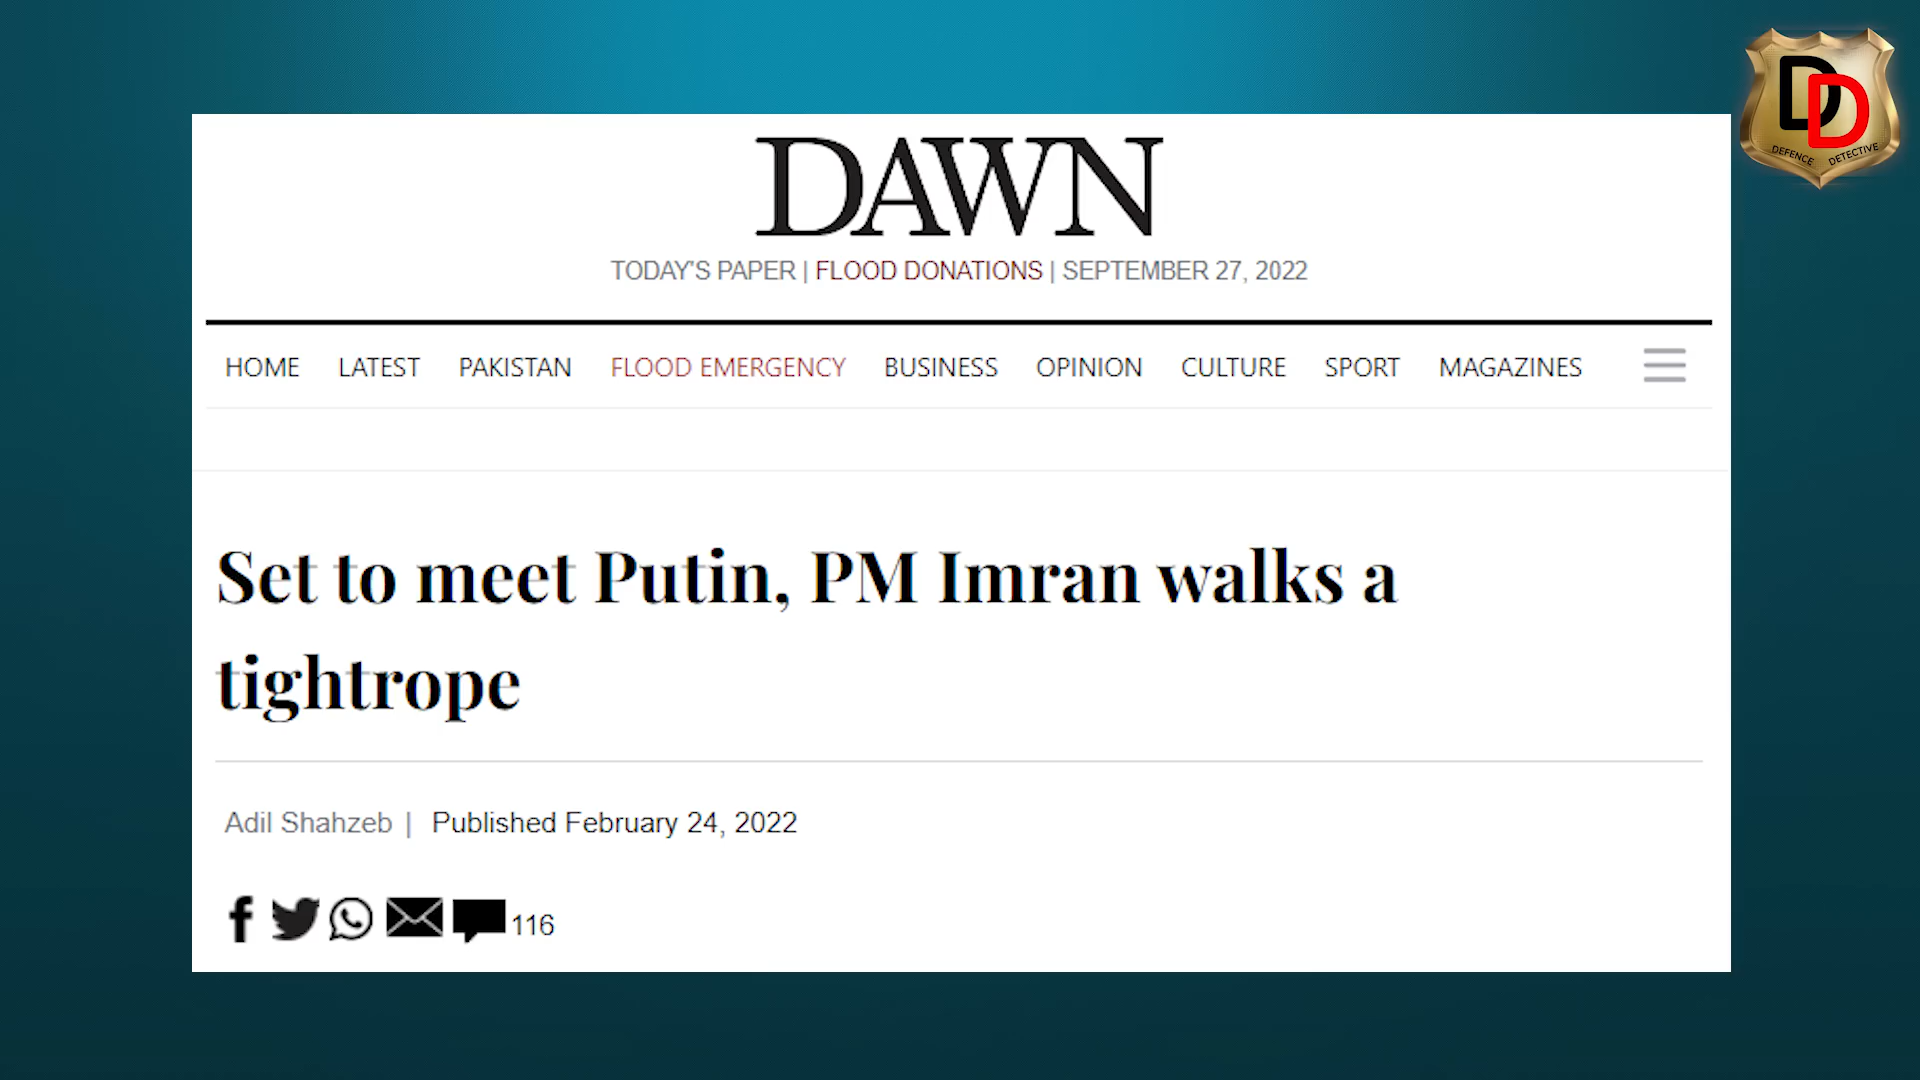 DD
DEFENCE DETECTIVE
DAWN
TODAY'S PAPER | FLOOD DONATIONS | SEPTEMBER 27, 2022
HOME LATEST PAKISTAN FLOOD EMERGENCY BUSINESS OPINION CULTURE SPORT MAGAZINES
Set to meet Putin, PM Imran walks a
tightrope
Adil Shahzeb | Published February 24, 2022
116